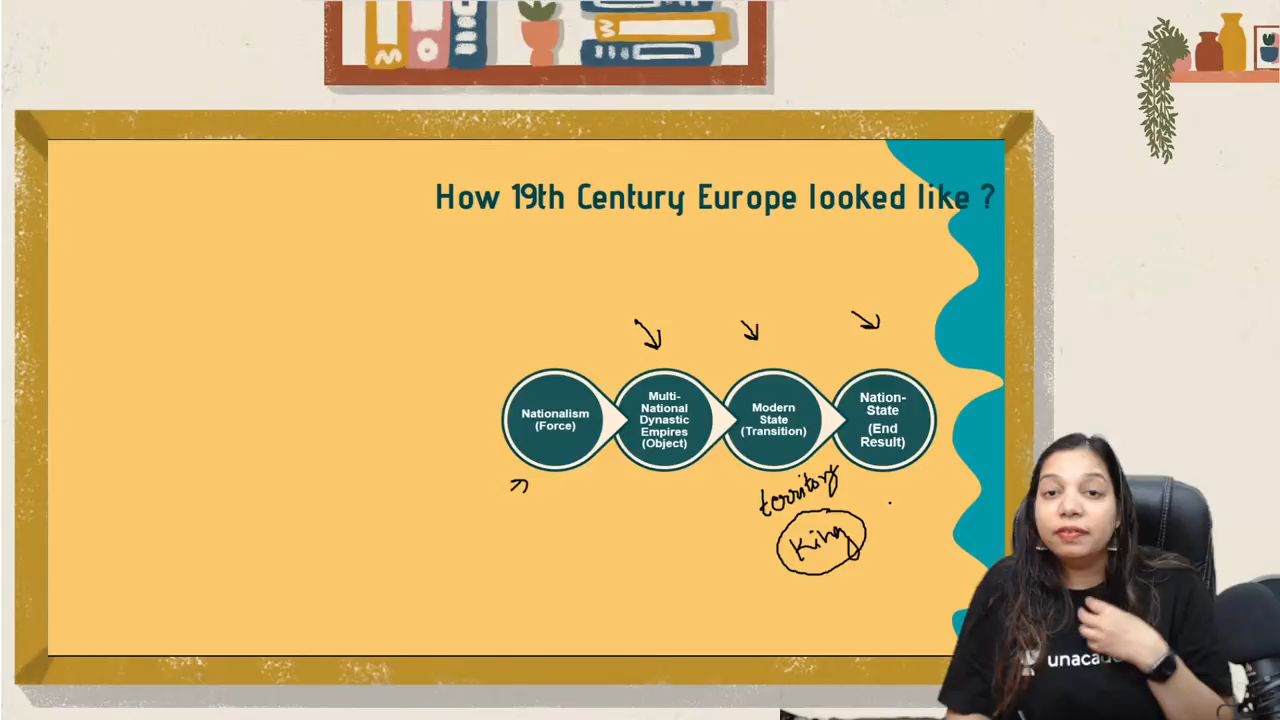 How 19th Century Europe looked like ?
Nationalism
(Force)
Multi-
National
Dynastic
Empires
(Object)
Modern
State
(Transition)
Nation-
State
(End
Result)
territory
King